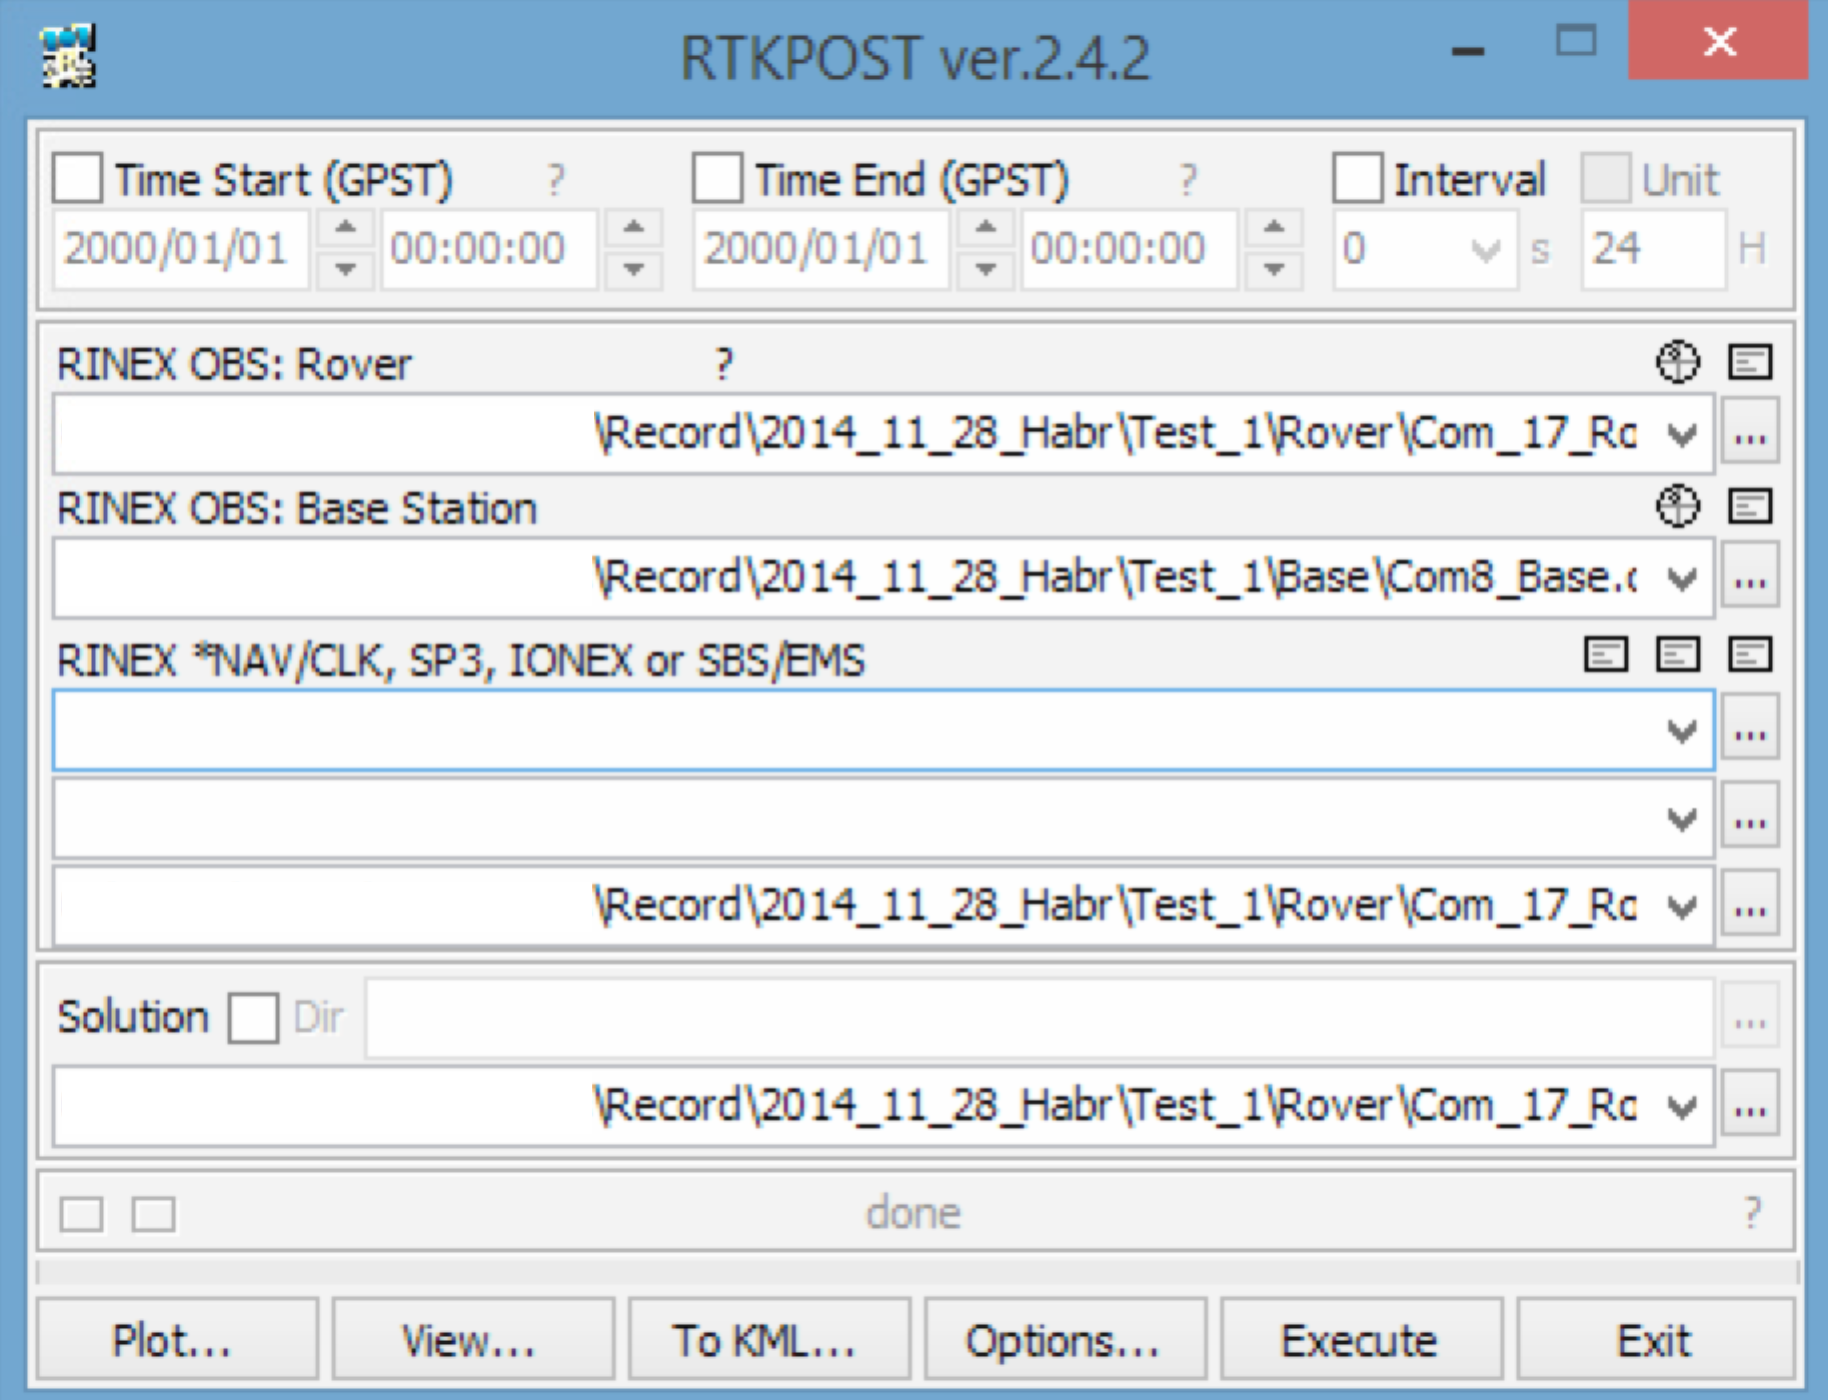 RTKPOST ver.2.4.2
Time Start (GPST) ? Time End (GPST) ? Interval Unit
2000/01/01 00:00:00 2000/01/01 00:00:00 0 s 24 H
RINEX OBS: Rover ?
\Record\2014_11_28_Habr\Test_1\Rover\Com_17_Ro ...
RINEX OBS: Base Station
\Record\2014_11_28_Habr\Test_1\Base\Com8_Base. ...
RINEX *NAV/CLK, SP3, IONEX or SBS/EMS
...
...
\Record\2014_11_28_Habr\Test_1\Rover\Com_17_Ro ...
Solution Dir ...
\Record\2014_11_28_Habr\Test_1\Rover\Com_17_Ro ...
done ?
Plot... View... To KML... Options... Execute Exit